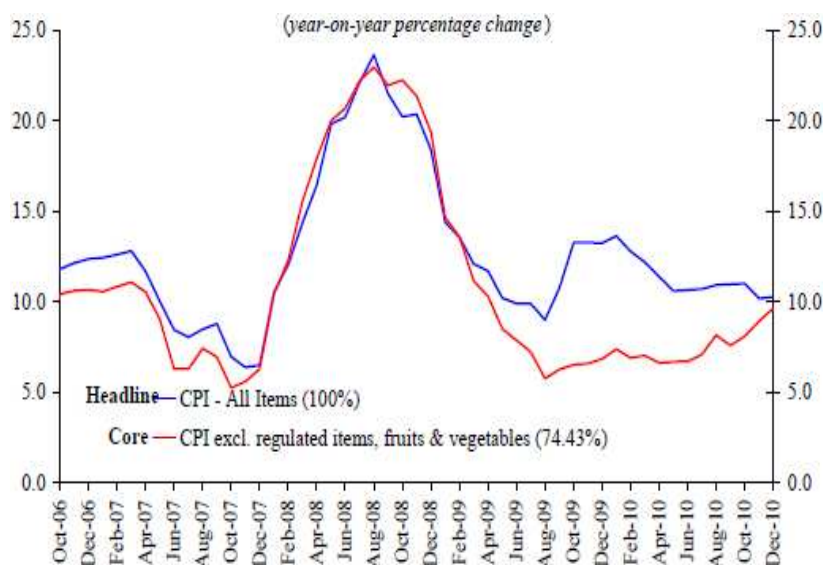 (year-on-year percentage change)
25.0 25.0
20.0 20.0
15.0 15.0
10.0 10.0
5.0 5.0
0.0 0.0
Headline CPI - All Items (100%)
Core CPI excl. regulated items, fruits & vegetables (74.43%)
Oct-06
Dec-06
Feb-07
Apr-07
Jun-07
Aug-07
Oct-07
Dec-07
Feb-08
Apr-08
Jun-08
Aug-08
Oct-08
Dec-08
Feb-09
Apr-09
Jun-09
Aug-09
Oct-09
Dec-09
Feb-10
Apr-10
Jun-10
Aug-10
Oct-10
Dec-10